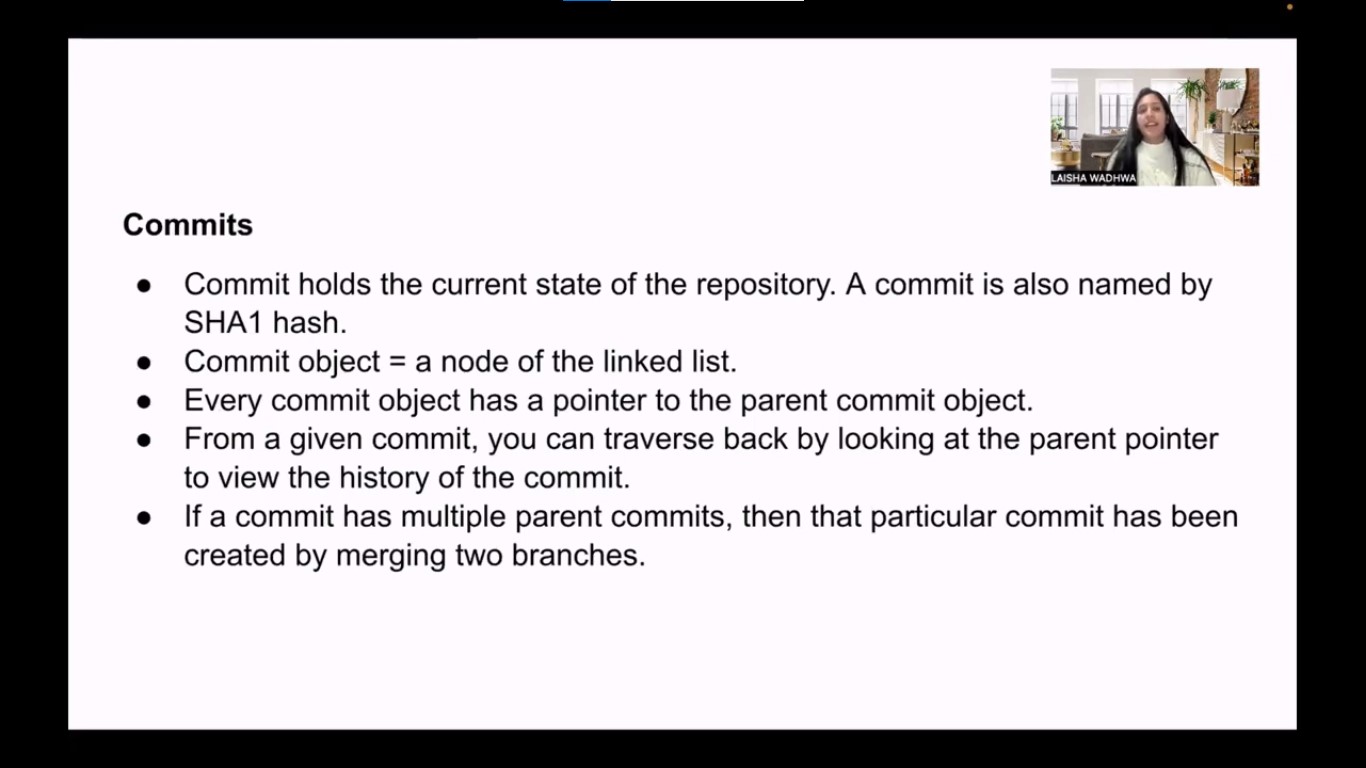 LAISHA WADHWA
Commits
● Commit holds the current state of the repository. A commit is also named by
SHA1 hash.
● Commit object = a node of the linked list.
● Every commit object has a pointer to the parent commit object.
● From a given commit, you can traverse back by looking at the parent pointer
to view the history of the commit.
● If a commit has multiple parent commits, then that particular commit has been
created by merging two branches.